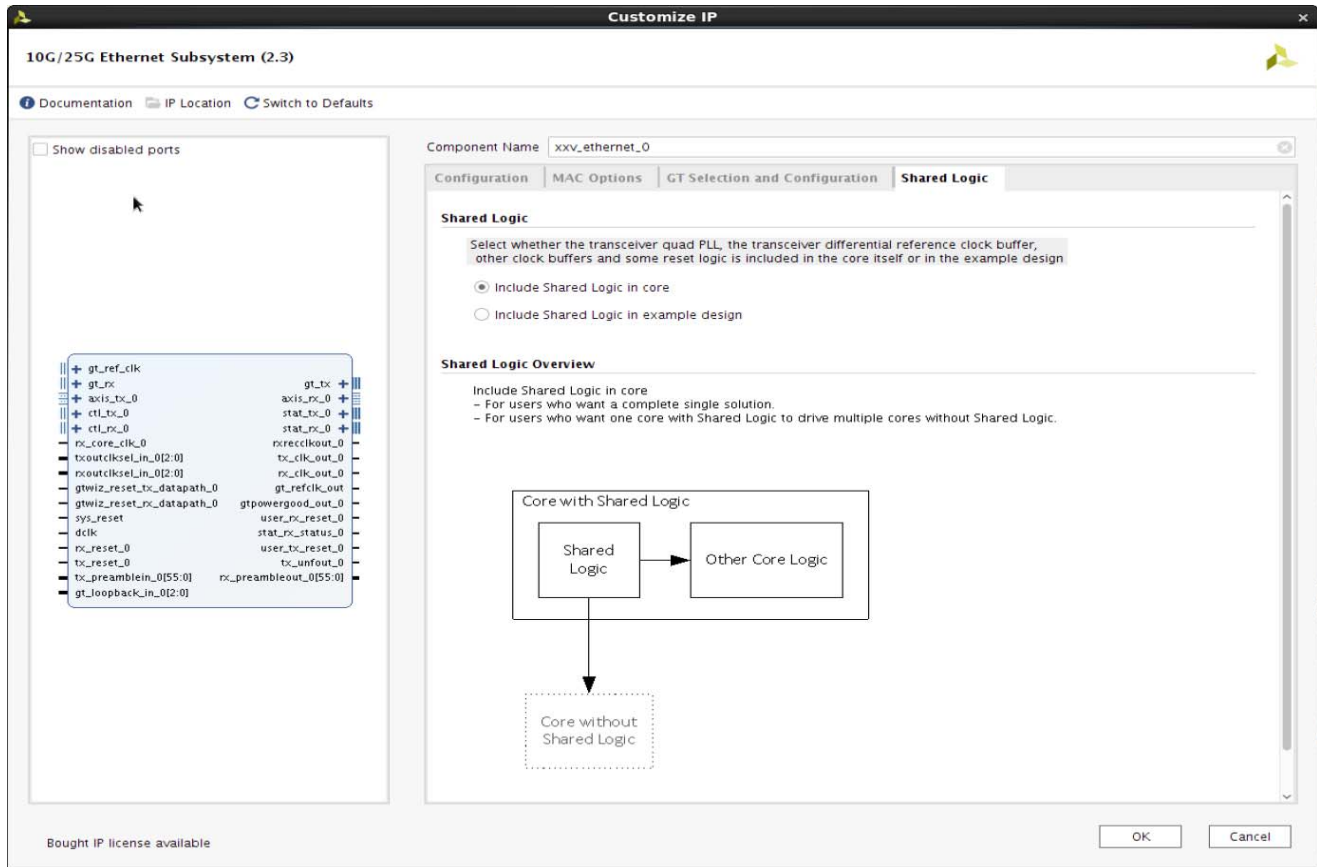 Customize IP
10G/25G Ethernet Subsystem (2.3)
Documentation IP Location Switch to Defaults
Show disabled ports
Component Name xxv_ethernet_0
Configuration MAC Options GT Selection and Configuration Shared Logic
Shared Logic
Select whether the transceiver quad PLL, the transceiver differential reference clock buffer,
other clock buffers and some reset logic is included in the core itself or in the example design
Include Shared Logic in core
Include Shared Logic in example design
Shared Logic Overview
Include Shared Logic in core
– For users who want a complete single solution.
– For users who want one core with Shared Logic to drive multiple cores without Shared Logic.
Core with Shared Logic
Shared
Logic
Other Core Logic
Core without
Shared Logic
gt_ref_clk
gt_rx gt_tx
axis_tx_0 axis_rx_0
ctl_tx_0 stat_tx_0
ctl_rx_0 stat_rx_0
rx_core_clk_0 rxrecclkout_0
txoutclksel_in_0[2:0] tx_clk_out_0
rxoutclksel_in_0[2:0] rx_clk_out_0
gtwiz_reset_tx_datapath_0 gt_refclk_out
gtwiz_reset_rx_datapath_0 gtpowergood_out_0
sys_reset user_rx_reset_0
dclk stat_rx_status_0
rx_reset_0 user_tx_reset_0
tx_reset_0 tx_unfout_0
tx_preamblein_0[55:0] rx_preambleout_0[55:0]
gt_loopback_in_0[2:0]
Bought IP license available
OK Cancel